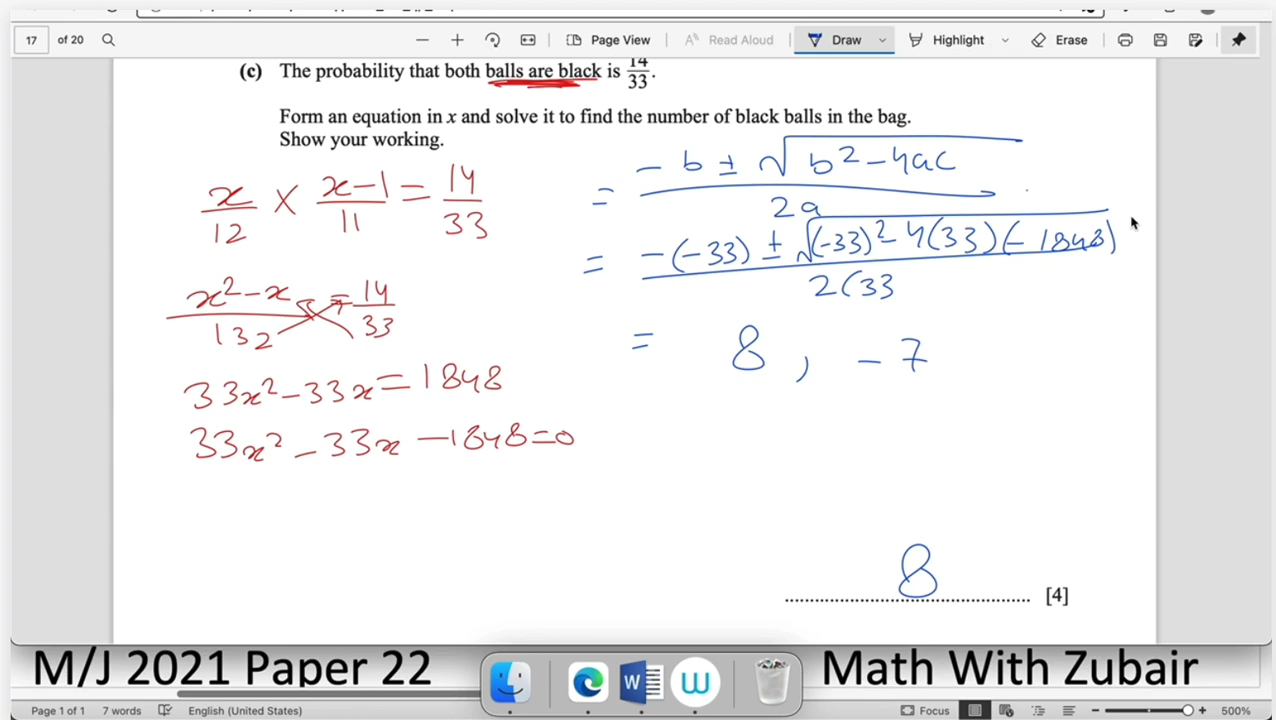 17 of 20 Page View Read Aloud Draw Highlight Erase
(c) The probability that both balls are black is 14/33.
Form an equation in x and solve it to find the number of black balls in the bag.
Show your working.
x/12 × x-1/11 = 14/33
x² - x/132 = 14/33
33x² - 33x = 1848
33x² - 33x - 1848 = 0
= -b ± √b² - 4ac / 2a
= -(-33) ± √(-33)² - 4(33)(-1848) / 2(33
= 8, -7
8 [4]
M/J 2021 Paper 22
Math With Zubair
Page 1 of 1 7 words English (United States) Focus 500%